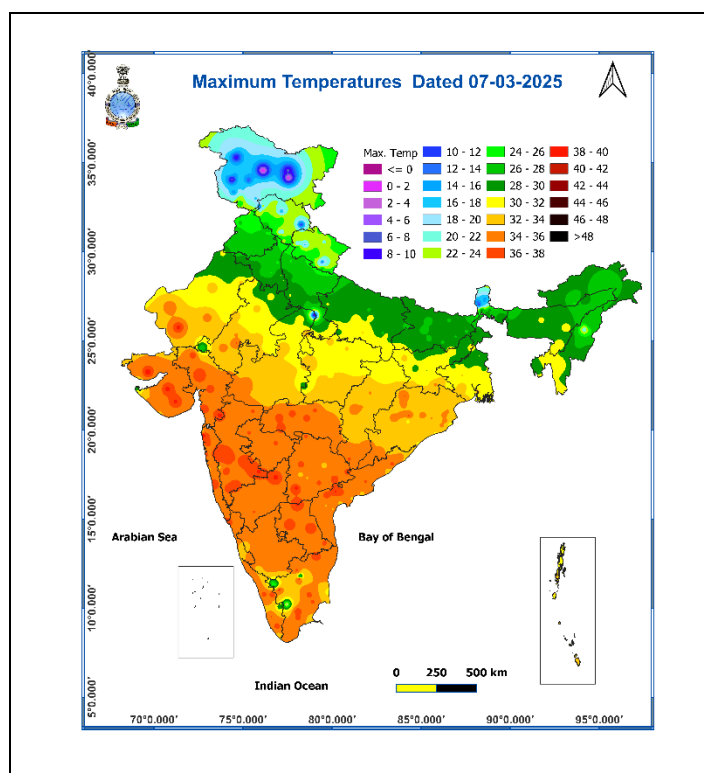 Maximum Temperatures Dated 07-03-2025
Max. Temp
<= 0
0 - 2
2 - 4
4 - 6
6 - 8
8 - 10
10 - 12
12 - 14
14 - 16
16 - 18
18 - 20
20 - 22
22 - 24
24 - 26
26 - 28
28 - 30
30 - 32
32 - 34
34 - 36
36 - 38
38 - 40
40 - 42
42 - 44
44 - 46
46 - 48
>48
40°0.000'
35°0.000'
30°0.000'
25°0.000'
20°0.000'
15°0.000'
10°0.000'
5°0.000'
Arabian Sea
Bay of Bengal
Indian Ocean
0 250 500 km
70°0.000' 75°0.000' 80°0.000' 85°0.000' 90°0.000' 95°0.000'